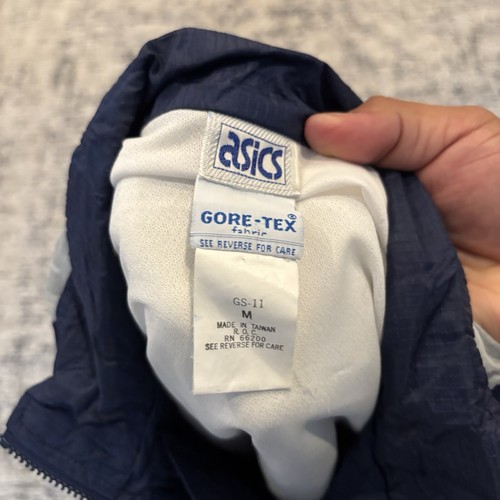 asics
GORE-TEX®
fabric
SEE REVERSE FOR CARE
GS-11
M
MADE IN TAIWAN
R.O.C.
RN 66200
SEE REVERSE FOR CARE